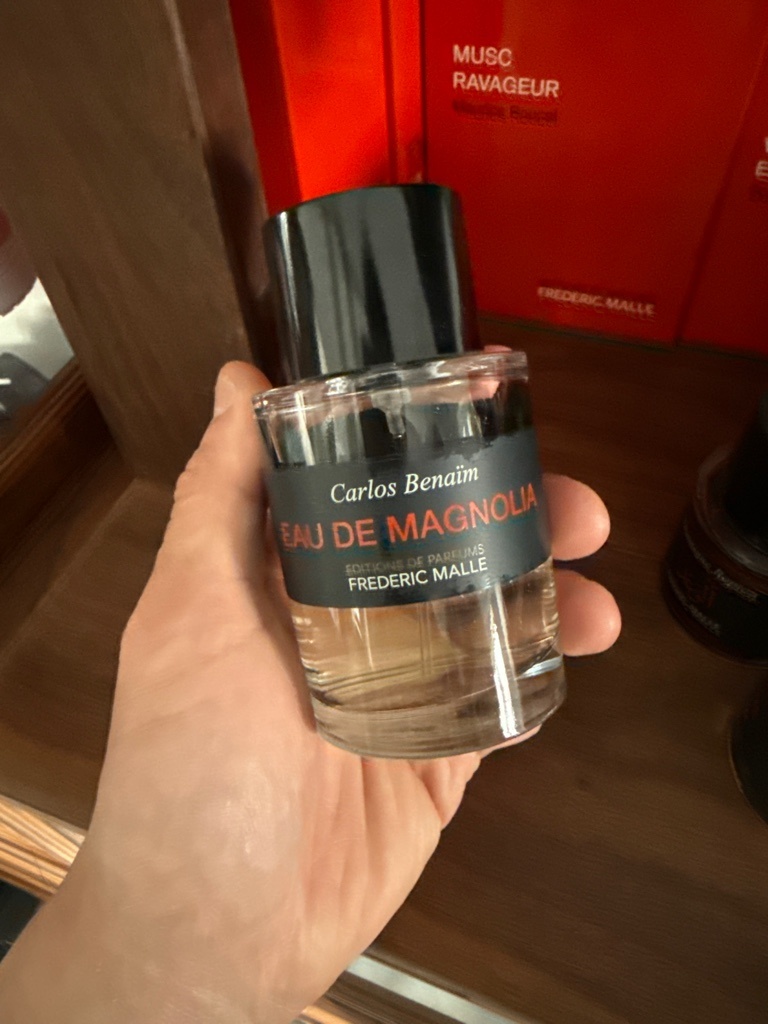 MUSC
RAVAGEUR
FREDERIC MALLE
Carlos Benaïm
EAU DE MAGNOLIA
EDITIONS DE PARFUMS
FREDERIC MALLE